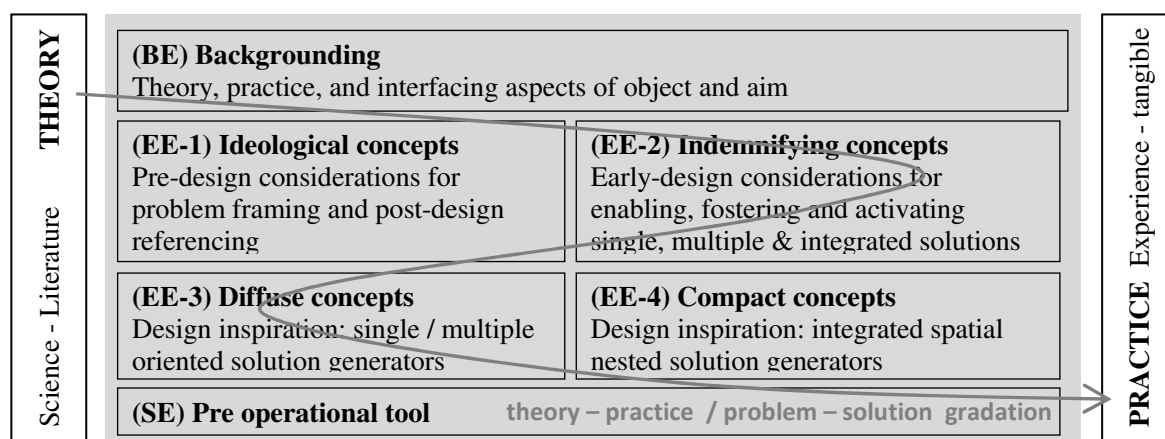 THEORY
Science - Literature
(BE) Backgrounding
Theory, practice, and interfacing aspects of object and aim
(EE-1) Ideological concepts
Pre-design considerations for
problem framing and post-design
referencing
(EE-2) Indemnifying concepts
Early-design considerations for
enabling, fostering and activating
single, multiple & integrated solutions
(EE-3) Diffuse concepts
Design inspiration: single / multiple
oriented solution generators
(EE-4) Compact concepts
Design inspiration: integrated spatial
nested solution generators
(SE) Pre operational tool
theory – practice / problem – solution gradation
PRACTICE Experience - tangible